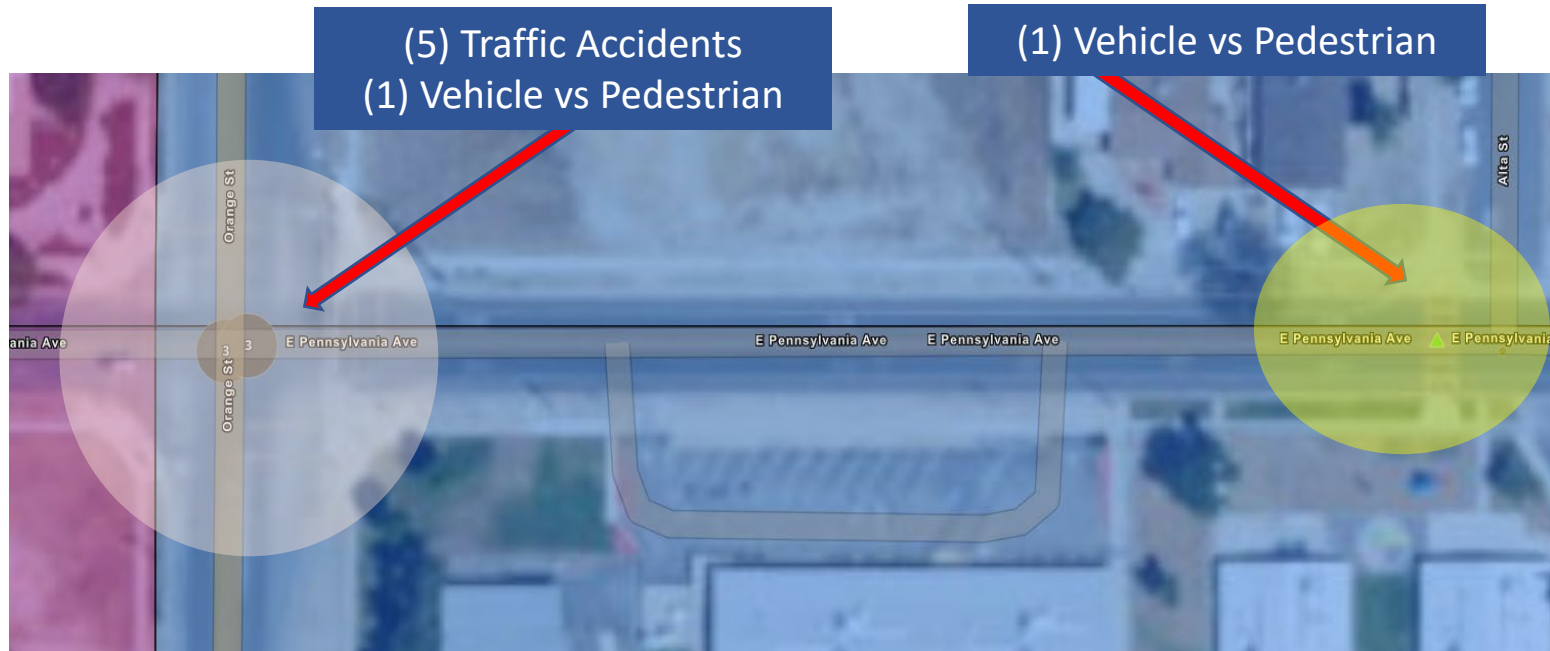 (5) Traffic Accidents
(1) Vehicle vs Pedestrian
(1) Vehicle vs Pedestrian
Orange St
Alta St
ania Ave
3
3
E Pennsylvania Ave
E Pennsylvania Ave
E Pennsylvania Ave
E Pennsylvania Ave
E Pennsylvania
Orange St